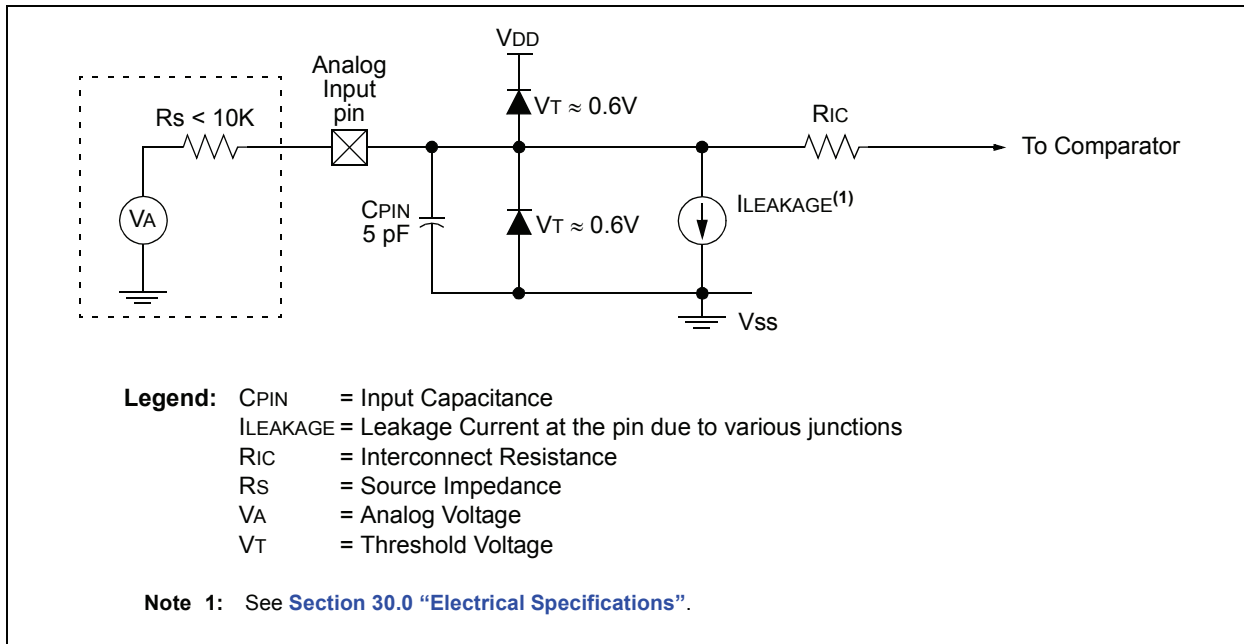 VDD
Analog
Input
pin
Rs < 10K
VT ≈ 0.6V
RIC
To Comparator
VA
CPIN
5 pF
VT ≈ 0.6V
ILEAKAGE(1)
Vss
Legend: CPIN = Input Capacitance
ILEAKAGE = Leakage Current at the pin due to various junctions
RIC = Interconnect Resistance
RS = Source Impedance
VA = Analog Voltage
VT = Threshold Voltage
Note 1: See Section 30.0 “Electrical Specifications”.